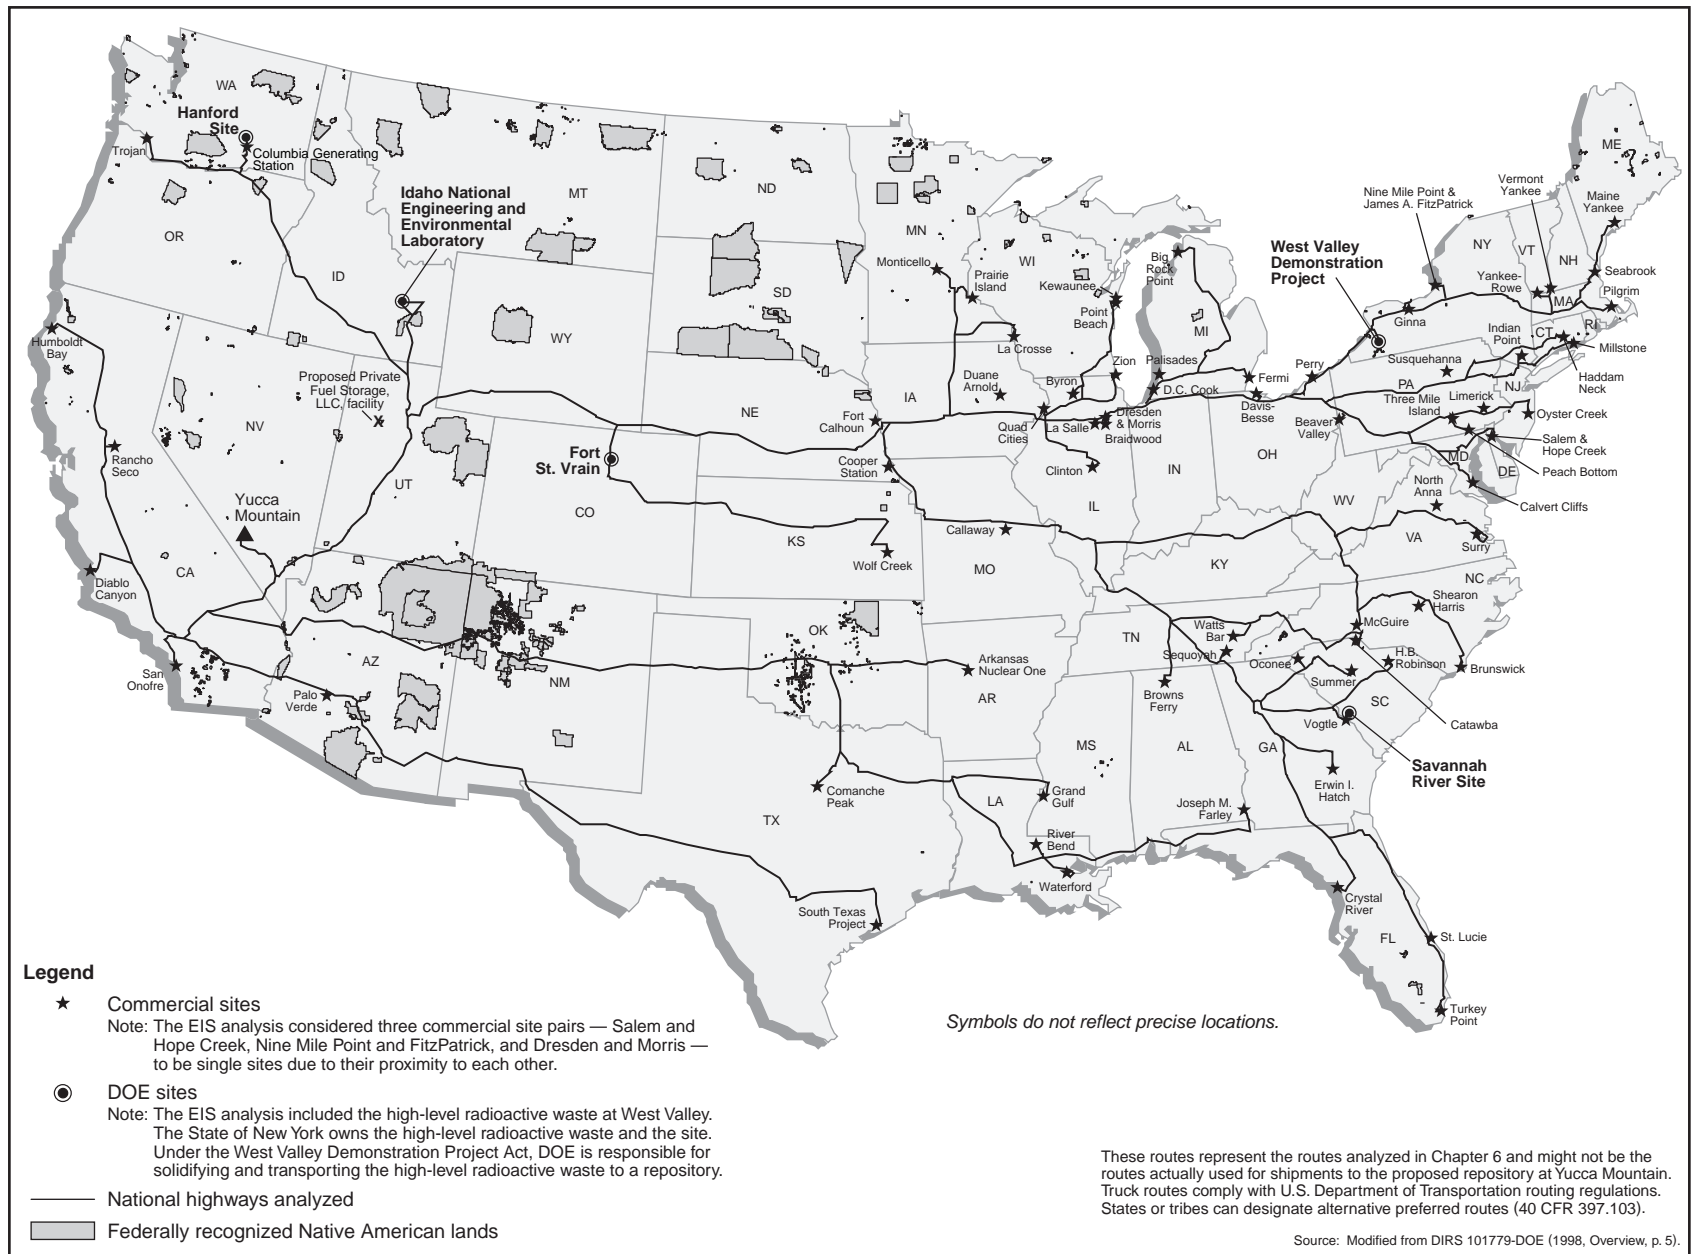 WA
Hanford
Site
Trojan
Columbia Generating
Station
Idaho National
Engineering and
Environmental
Laboratory
MT
ND
OR
ID
MN
SD
WY
WI
Monticello
Prairie
Island
Kewaunee
Point
Beach
La Crosse
Big
Rock
Point
MI
West Valley
Demonstration
Project
Nine Mile Point &
James A. FitzPatrick
Vermont
Yankee
ME
Maine
Yankee
NY
VT
NH
Yankee-
Rowe
MA
Seabrook
Pilgrim
Ginna
Indian
Point
CT
RI
Millstone
Haddam
Neck
Susquehanna
PA
NJ
Three Mile
Island
Limerick
Oyster Creek
Salem &
Hope Creek
Peach Bottom
MD
DE
Calvert Cliffs
Humboldt
Bay
Proposed Private
Fuel Storage,
LLC, facility
NV
Rancho
Seco
Yucca
Mountain
UT
Fort
St. Vrain
CO
NE
IA
Duane
Arnold
Fort
Calhoun
Cooper
Station
Byron
Zion
Palisades
D.C. Cook
Quad
Cities
La Salle
Dresden
& Morris
Braidwood
Clinton
IL
IN
OH
Fermi
Davis-
Besse
Perry
Beaver
Valley
WV
North
Anna
VA
Surry
CA
Diablo
Canyon
San
Onofre
AZ
Palo
Verde
NM
KS
Wolf Creek
Callaway
MO
OK
Arkansas
Nuclear One
AR
KY
TN
NC
Shearon
Harris
McGuire
Watts
Bar
Sequoyah
Oconee
H.B.
Robinson
Brunswick
Summer
SC
Catawba
Browns
Ferry
Vogtle
Savannah
River Site
MS
AL
GA
Erwin I.
Hatch
Joseph M.
Farley
TX
Comanche
Peak
LA
Grand
Gulf
River
Bend
Waterford
South Texas
Project
Crystal
River
FL
St. Lucie
Turkey
Point
Symbols do not reflect precise locations.
Legend
Commercial sites
Note: The EIS analysis considered three commercial site pairs — Salem and
Hope Creek, Nine Mile Point and FitzPatrick, and Dresden and Morris —
to be single sites due to their proximity to each other.
DOE sites
Note: The EIS analysis included the high-level radioactive waste at West Valley.
The State of New York owns the high-level radioactive waste and the site.
Under the West Valley Demonstration Project Act, DOE is responsible for
solidifying and transporting the high-level radioactive waste to a repository.
National highways analyzed
Federally recognized Native American lands
These routes represent the routes analyzed in Chapter 6 and might not be the
routes actually used for shipments to the proposed repository at Yucca Mountain.
Truck routes comply with U.S. Department of Transportation routing regulations.
States or tribes can designate alternative preferred routes (40 CFR 397.103).
Source: Modified from DIRS 101779-DOE (1998, Overview, p. 5).